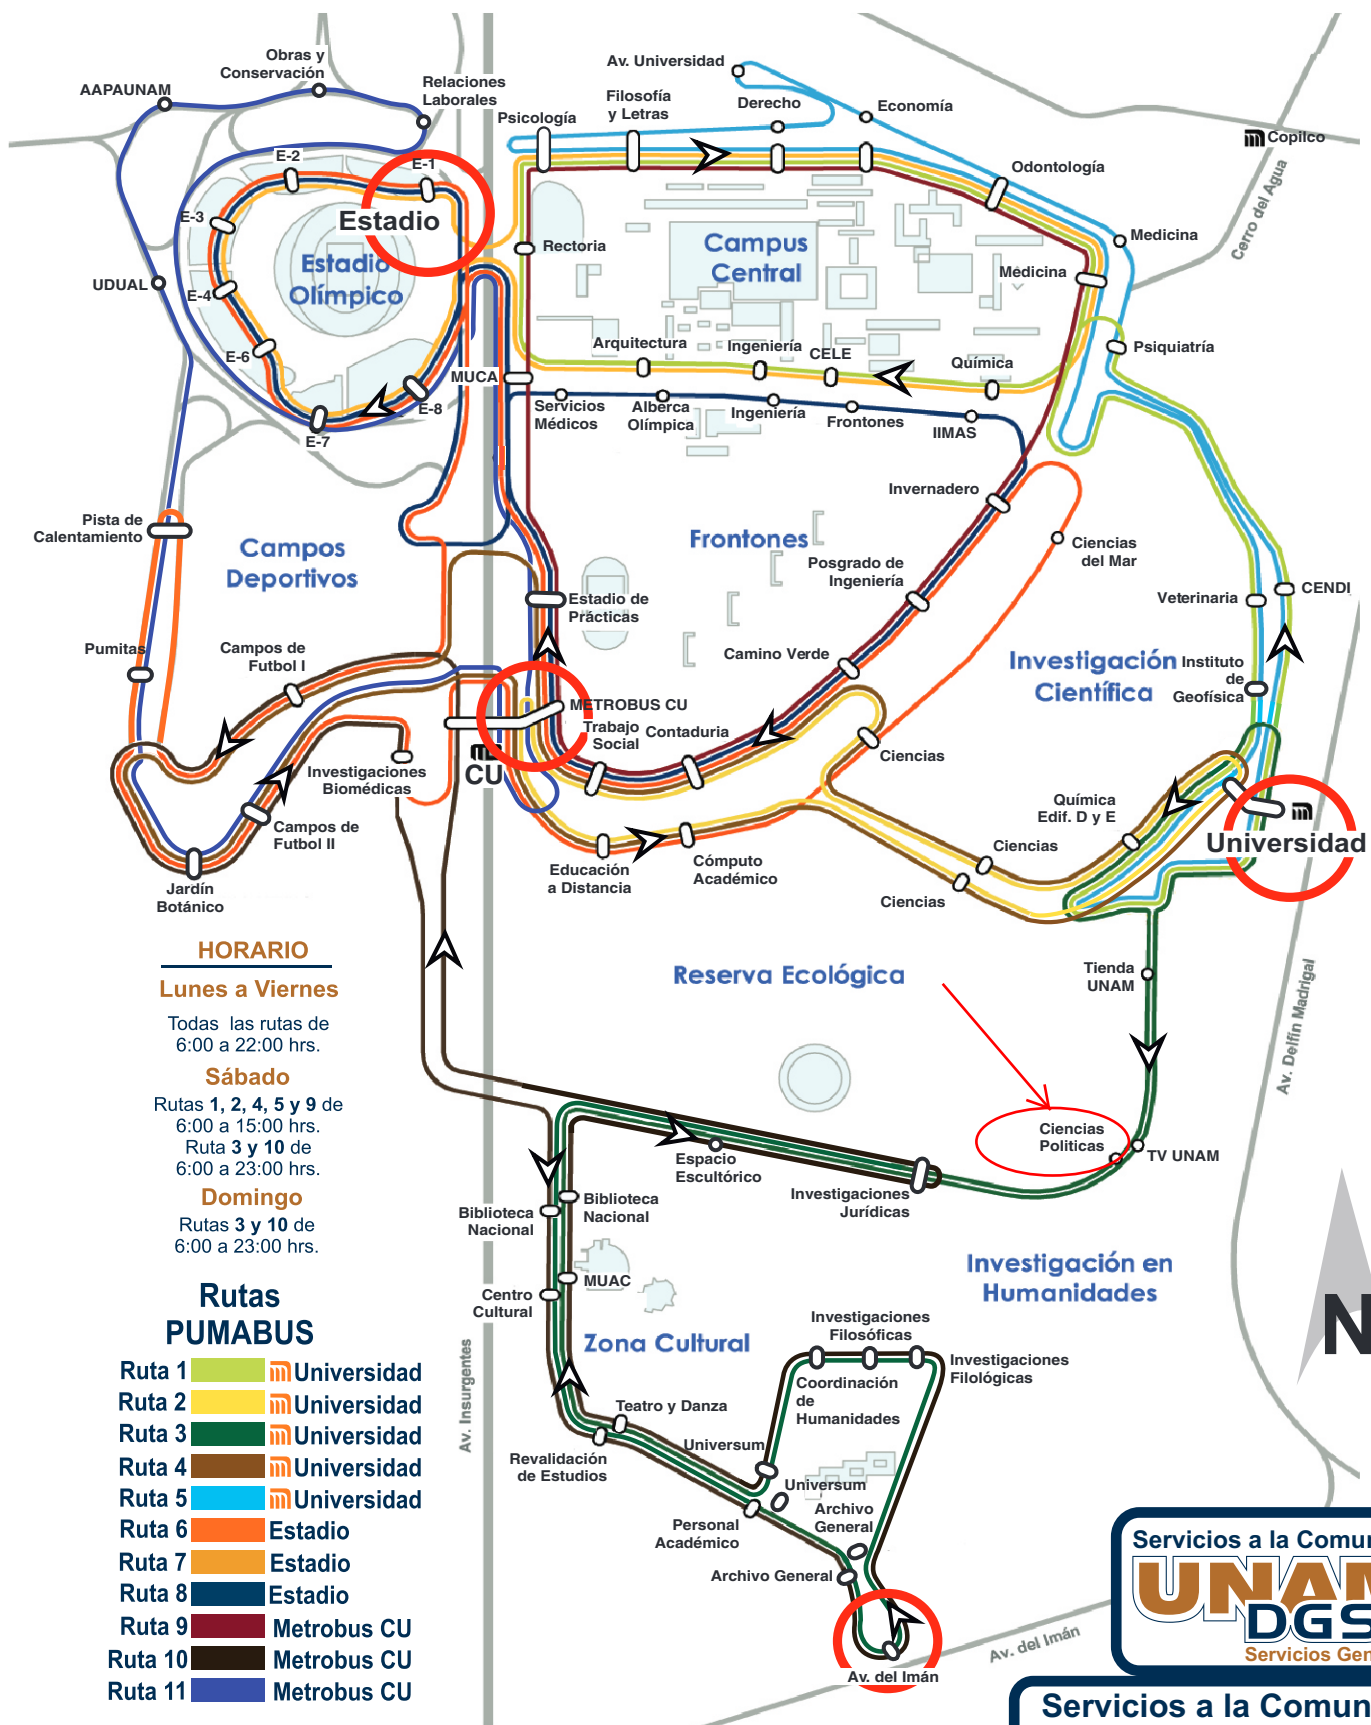 Obras y
Conservación
AAPAUNAM
Relaciones
Laborales
Av. Universidad
Filosofía
y Letras
Derecho
Economía
Psicología
Copilco
E-2
E-1
Odontología
E-3
Estadio
Cerro del Agua
Rectoria
Campus
Central
Medicina
Estadio
Olímpico
Medicina
UDUAL
E-4
E-6
Arquitectura
Ingeniería
CELE
Química
Psiquiatría
MUCA
E-8
E-7
Servicios
Médicos
Alberca
Olímpica
Ingeniería
Frontones
IIMAS
Invernadero
Pista de
Calentamiento
Campos
Deportivos
Frontones
Ciencias
del Mar
Posgrado de
Ingeniería
Estadio de
Prácticas
Veterinaria
CENDI
Pumitas
Campos de
Futbol I
Camino Verde
Investigación
Científica
Instituto
de
Geofísica
METROBUS CU
Trabajo
Social
Contaduria
Ciencias
CU
Investigaciones
Biomédicas
Campos de
Futbol II
Química
Edif. D y E
Universidad
Ciencias
Educación
a Distancia
Cómputo
Académico
Ciencias
Jardín
Botánico
HORARIO
Lunes a Viernes
Todas las rutas de
6:00 a 22:00 hrs.
Sábado
Rutas 1, 2, 4, 5 y 9 de
6:00 a 15:00 hrs.
Ruta 3 y 10 de
6:00 a 23:00 hrs.
Domingo
Rutas 3 y 10 de
6:00 a 23:00 hrs.
Reserva Ecológica
Tienda
UNAM
Av. Delfín Madrigal
Ciencias
Politicas
TV UNAM
Espacio
Escultórico
Investigaciones
Jurídicas
Biblioteca
Nacional
Biblioteca
Nacional
MUAC
Centro
Cultural
Investigación en
Humanidades
Zona Cultural
Investigaciones
Filosóficas
Investigaciones
Filológicas
Coordinación
de
Humanidades
N
Av. Insurgentes
Teatro y Danza
Revalidación
de Estudios
Universum
Universum
Personal
Académico
Archivo
General
Archivo General
Av. del Imán
Av. del Imán
Rutas
PUMABUS
Ruta 1 Universidad
Ruta 2 Universidad
Ruta 3 Universidad
Ruta 4 Universidad
Ruta 5 Universidad
Ruta 6 Estadio
Ruta 7 Estadio
Ruta 8 Estadio
Ruta 9 Metrobus CU
Ruta 10 Metrobus CU
Ruta 11 Metrobus CU
Servicios a la Comun
UNAM
DGS
Servicios Gen
Servicios a la Comun